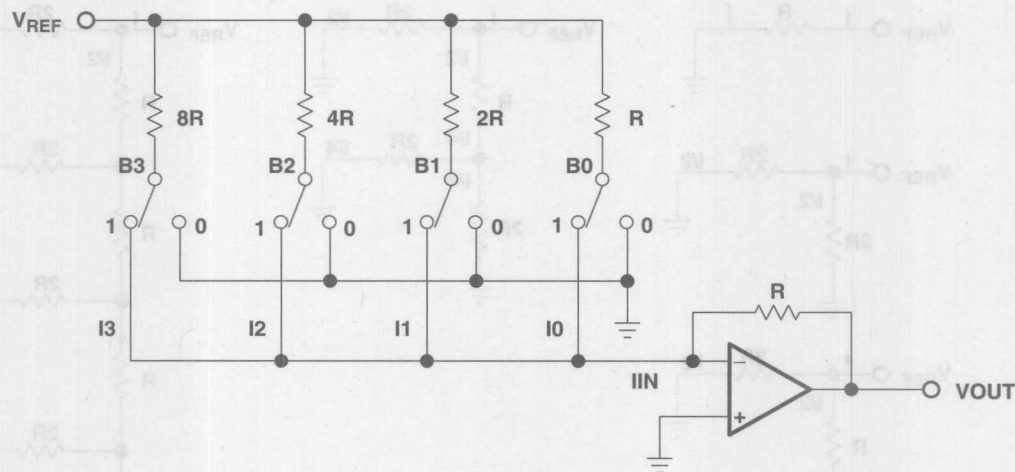 V_REF
8R 4R 2R R
B3 B2 B1 B0
1 0 1 0 1 0 1 0
I3 I2 I1 I0
R
IIN
−
+
VOUT